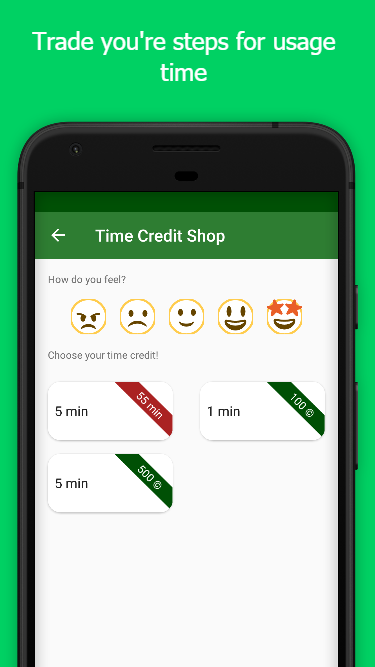 Trade you're steps for usage
time
Time Credit Shop
How do you feel?
Choose your time credit!
5 min
55 min
1 min
100 ©
5 min
500 ©